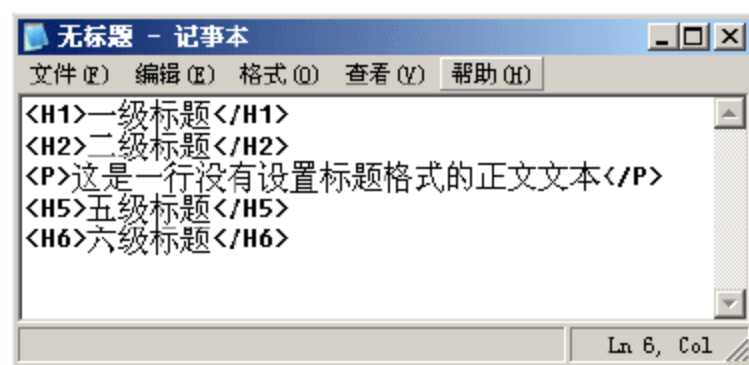 无标题 - 记事本
文件(F) 编辑(E) 格式(O) 查看(V) 帮助(H)
<H1>一级标题</H1>
<H2>二级标题</H2>
<P>这是一行没有设置标题格式的正文文本</P>
<H5>五级标题</H5>
<H6>六级标题</H6>
Ln 6, Col